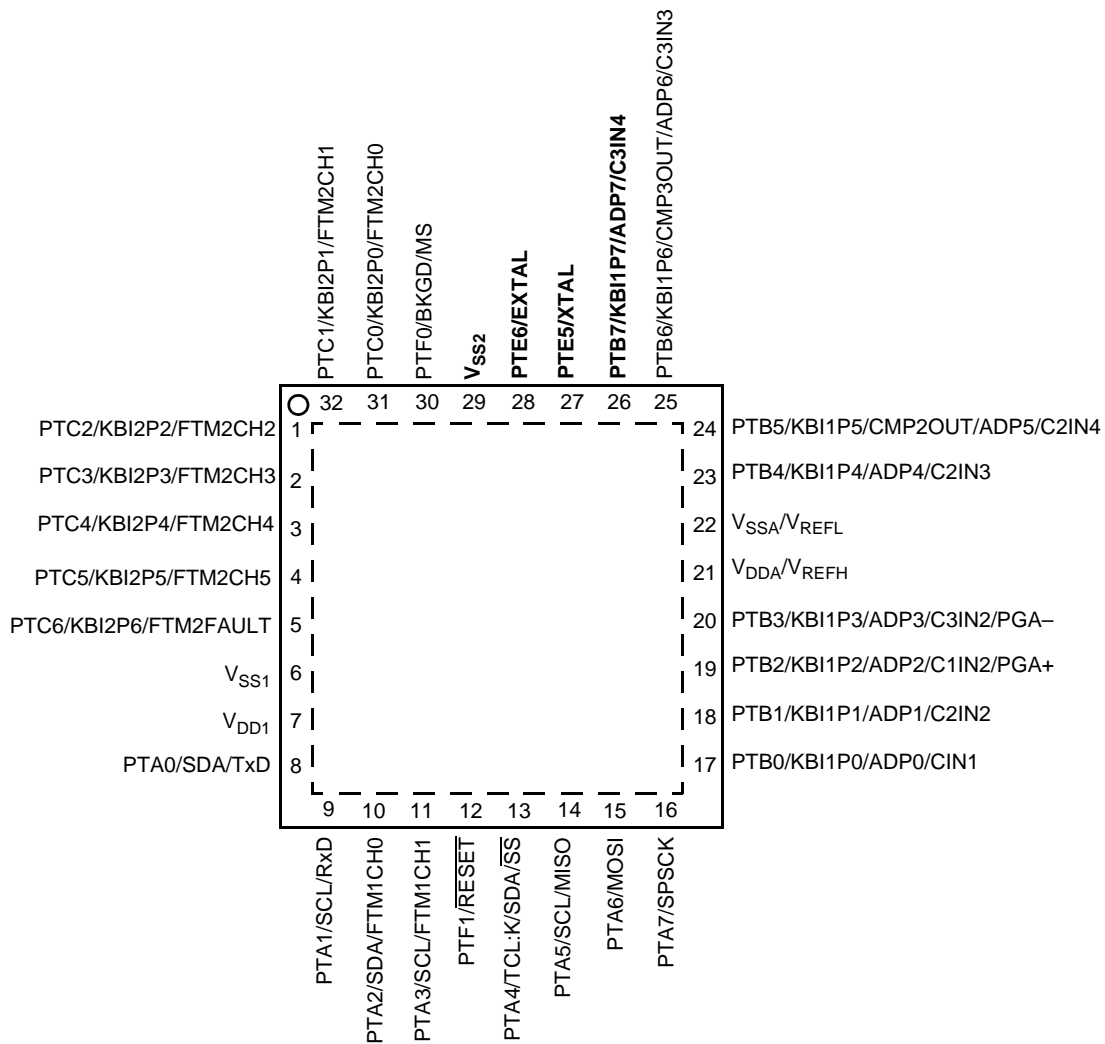 PTC1/KBI2P1/FTM2CH1
PTC0/KBI2P0/FTM2CH0
PTF0/BKGD/MS
VSS2
PTE6/EXTAL
PTE5/XTAL
PTB7/KBI1P7/ADP7/C3IN4
PTB6/KBI1P6/CMP3OUT/ADP6/C3IN3
32 31 30 29 28 27 26 25
PTC2/KBI2P2/FTM2CH2 1
PTC3/KBI2P3/FTM2CH3 2
PTC4/KBI2P4/FTM2CH4 3
PTC5/KBI2P5/FTM2CH5 4
PTC6/KBI2P6/FTM2FAULT 5
VSS1 6
VDD1 7
PTA0/SDA/TxD 8
24 PTB5/KBI1P5/CMP2OUT/ADP5/C2IN4
23 PTB4/KBI1P4/ADP4/C2IN3
22 VSSA/VREFL
21 VDDA/VREFH
20 PTB3/KBI1P3/ADP3/C3IN2/PGA–
19 PTB2/KBI1P2/ADP2/C1IN2/PGA+
18 PTB1/KBI1P1/ADP1/C2IN2
17 PTB0/KBI1P0/ADP0/CIN1
9 10 11 12 13 14 15 16
PTA1/SCL/RxD
PTA2/SDA/FTM1CH0
PTA3/SCL/FTM1CH1
PTF1/RESET
PTA4/TCL:K/SDA/SS
PTA5/SCL/MISO
PTA6/MOSI
PTA7/SPSCK